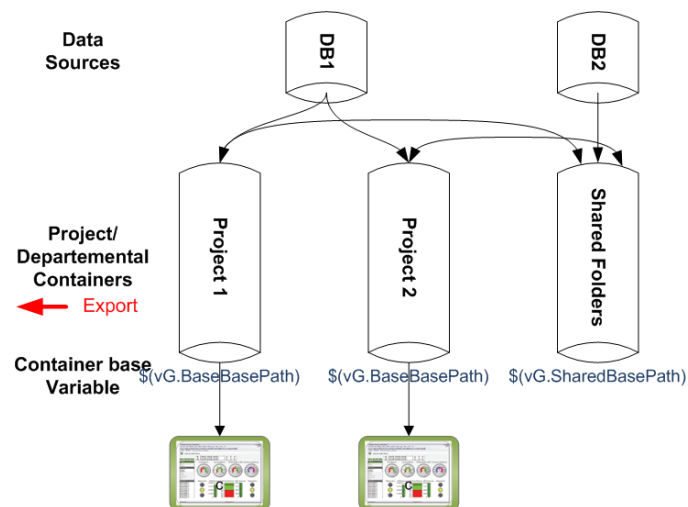 Data
Sources
DB1
DB2
Project 1
Project 2
Shared Folders
Project/
Departemental
Containers
Export
Container base
Variable
$(vG.BaseBasePath)
$(vG.BaseBasePath)
$(vG.SharedBasePath)
C
C